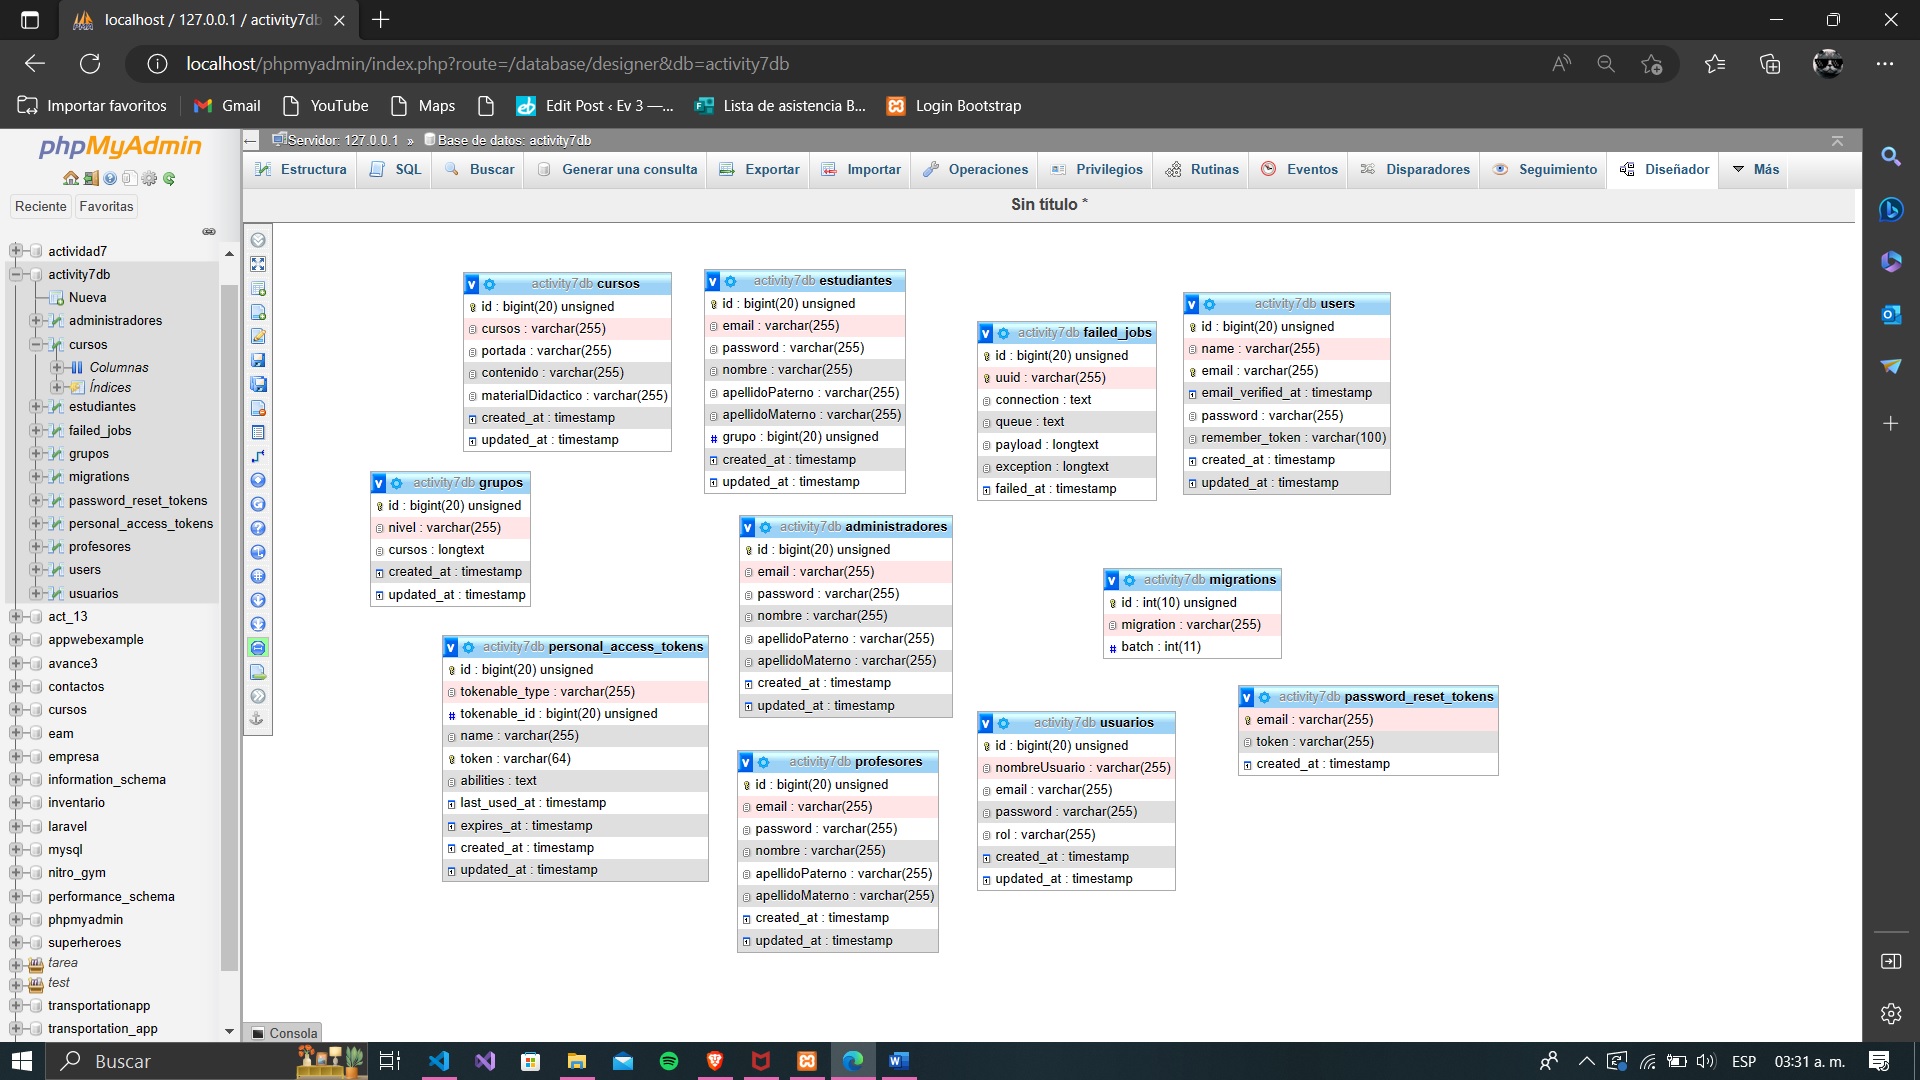 localhost / 127.0.0.1 / activity7db
localhost/phpmyadmin/index.php?route=/database/designer&db=activity7db
Importar favoritos
Gmail
YouTube
Maps
Edit Post ‹ Ev 3 —...
Lista de asistencia B...
Login Bootstrap
phpMyAdmin
Reciente
Favoritas
actividad7
activity7db
Nueva
administradores
cursos
Columnas
Índices
estudiantes
failed_jobs
grupos
migrations
password_reset_tokens
personal_access_tokens
profesores
users
usuarios
act_13
appwebexample
avance3
contactos
cursos
eam
empresa
information_schema
inventario
laravel
mysql
nitro_gym
performance_schema
phpmyadmin
superheroes
tarea
test
transportationapp
transportation_app
Servidor: 127.0.0.1 » Base de datos: activity7db
Estructura
SQL
Buscar
Generar una consulta
Exportar
Importar
Operaciones
Privilegios
Rutinas
Eventos
Disparadores
Seguimiento
Diseñador
Más
Sin título *
activity7db cursos
id : bigint(20) unsigned
cursos : varchar(255)
portada : varchar(255)
contenido : varchar(255)
materialDidactico : varchar(255)
created_at : timestamp
updated_at : timestamp
activity7db estudiantes
id : bigint(20) unsigned
email : varchar(255)
password : varchar(255)
nombre : varchar(255)
apellidoPaterno : varchar(255)
apellidoMaterno : varchar(255)
grupo : bigint(20) unsigned
created_at : timestamp
updated_at : timestamp
activity7db failed_jobs
id : bigint(20) unsigned
uuid : varchar(255)
connection : text
queue : text
payload : longtext
exception : longtext
failed_at : timestamp
activity7db users
id : bigint(20) unsigned
name : varchar(255)
email : varchar(255)
email_verified_at : timestamp
password : varchar(255)
remember_token : varchar(100)
created_at : timestamp
updated_at : timestamp
activity7db grupos
id : bigint(20) unsigned
nivel : varchar(255)
cursos : longtext
created_at : timestamp
updated_at : timestamp
activity7db administradores
id : bigint(20) unsigned
email : varchar(255)
password : varchar(255)
nombre : varchar(255)
apellidoPaterno : varchar(255)
apellidoMaterno : varchar(255)
created_at : timestamp
updated_at : timestamp
activity7db migrations
id : int(10) unsigned
migration : varchar(255)
batch : int(11)
activity7db personal_access_tokens
id : bigint(20) unsigned
tokenable_type : varchar(255)
tokenable_id : bigint(20) unsigned
name : varchar(255)
token : varchar(64)
abilities : text
last_used_at : timestamp
expires_at : timestamp
created_at : timestamp
updated_at : timestamp
activity7db password_reset_tokens
email : varchar(255)
token : varchar(255)
created_at : timestamp
activity7db usuarios
id : bigint(20) unsigned
nombreUsuario : varchar(255)
email : varchar(255)
password : varchar(255)
rol : varchar(255)
created_at : timestamp
updated_at : timestamp
activity7db profesores
id : bigint(20) unsigned
email : varchar(255)
password : varchar(255)
nombre : varchar(255)
apellidoPaterno : varchar(255)
apellidoMaterno : varchar(255)
created_at : timestamp
updated_at : timestamp
Consola
Buscar
ESP
03:31 a. m.